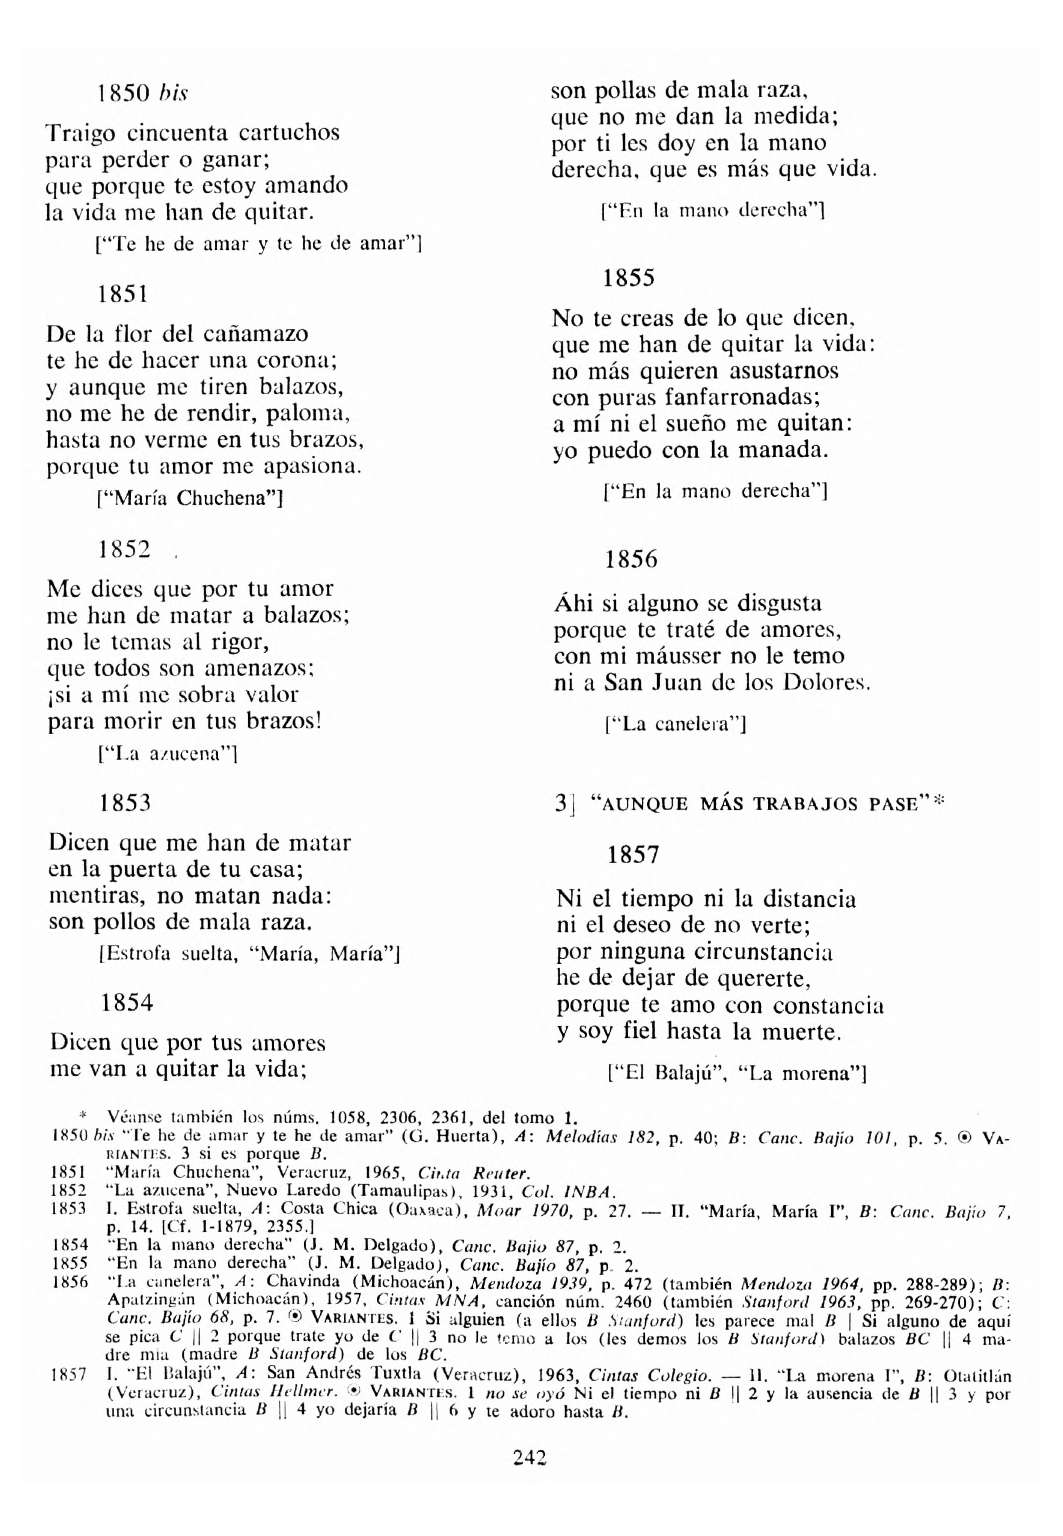 1850 bis
Traigo cincuenta cartuchos
para perder o ganar;
que porque te estoy amando
la vida me han de quitar.
[“Te he de amar y te he de amar”]
1851
De la flor del cañamazo
te he de hacer una corona;
y aunque me tiren balazos,
no me he de rendir, paloma,
hasta no verme en tus brazos,
porque tu amor me apasiona.
[“María Chuchena”]
1852
Me dices que por tu amor
me han de matar a balazos;
no le temas al rigor,
que todos son amenazos;
¡si a mí me sobra valor
para morir en tus brazos!
[“La azucena”]
1853
Dicen que me han de matar
en la puerta de tu casa;
mentiras, no matan nada:
son pollos de mala raza.
[Estrofa suelta, “María, María”]
1854
Dicen que por tus amores
me van a quitar la vida;
son pollas de mala raza,
que no me dan la medida;
por ti les doy en la mano
derecha, que es más que vida.
[“En la mano derecha”]
1855
No te creas de lo que dicen,
que me han de quitar la vida:
no más quieren asustarnos
con puras fanfarronadas;
a mí ni el sueño me quitan:
yo puedo con la manada.
[“En la mano derecha”]
1856
Áhi si alguno se disgusta
porque te traté de amores,
con mi máusser no le temo
ni a San Juan de los Dolores.
[“La canelera”]
3] “AUNQUE MÁS TRABAJOS PASE”*
1857
Ni el tiempo ni la distancia
ni el deseo de no verte;
por ninguna circunstancia
he de dejar de quererte,
porque te amo con constancia
y soy fiel hasta la muerte.
[“El Balajú”, “La morena”]
* Véanse también los núms. 1058, 2306, 2361, del tomo 1.
1850 bis “Te he de amar y te he de amar” (G. Huerta), A: Melodías 182, p. 40; B: Canc. Bajío 101, p. 5. ⦿ VA-
RIANTES. 3 si es porque B.
1851 “María Chuchena”, Veracruz, 1965, Cinta Reuter.
1852 “La azucena”, Nuevo Laredo (Tamaulipas), 1931, Col. INBA.
1853 I. Estrofa suelta, A: Costa Chica (Oaxaca), Moar 1970, p. 27. — II. “María, María I”, B: Canc. Bajío 7,
p. 14. [Cf. 1-1879, 2355.]
1854 “En la mano derecha” (J. M. Delgado), Canc. Bajío 87, p. 2.
1855 “En la mano derecha” (J. M. Delgado), Canc. Bajío 87, p. 2.
1856 “La canelera”, A: Chavinda (Michoacán), Mendoza 1939, p. 472 (también Mendoza 1964, pp. 288-289); B:
Apatzingán (Michoacán), 1957, Cintas MNA, canción núm. 2460 (también Stanford 1963, pp. 269-270); C:
Canc. Bajío 68, p. 7. ⦿ VARIANTES. 1 Si alguien (a ellos B Stanford) les parece mal B | Si alguno de aquí
se pica C || 2 porque trate yo de C || 3 no le temo a los (les demos los B Stanford) balazos BC || 4 ma-
dre mía (madre B Stanford) de los BC.
1857 I. “El Balajú”, A: San Andrés Tuxtla (Veracruz), 1963, Cintas Colegio. — II. “La morena I”, B: Otatitlán
(Veracruz), Cintas Hellmer. ⦿ VARIANTES. 1 no se oyó Ni el tiempo ni B || 2 y la ausencia de B || 3 y por
una circunstancia B || 4 yo dejaría B || 6 y te adoro hasta B.
242